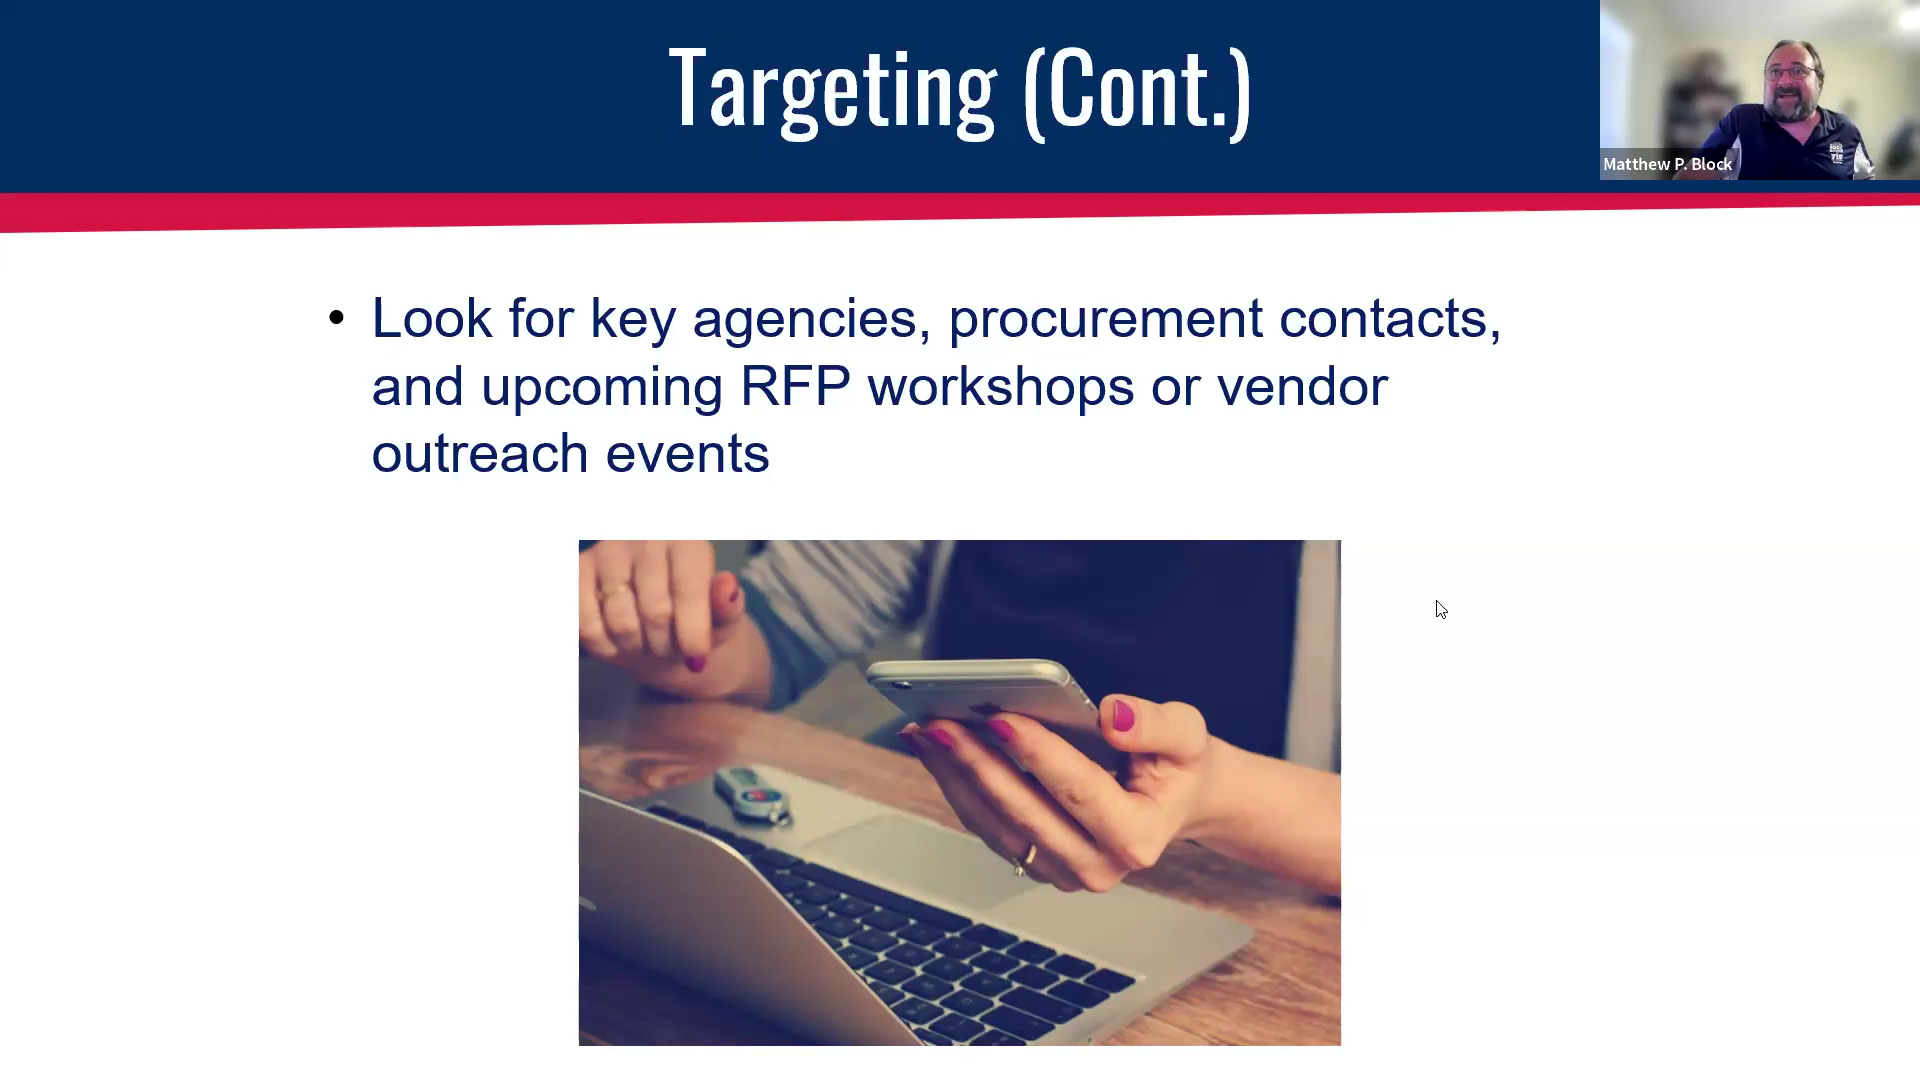 Targeting (Cont.)
Matthew P. Block
• Look for key agencies, procurement contacts,
and upcoming RFP workshops or vendor
outreach events